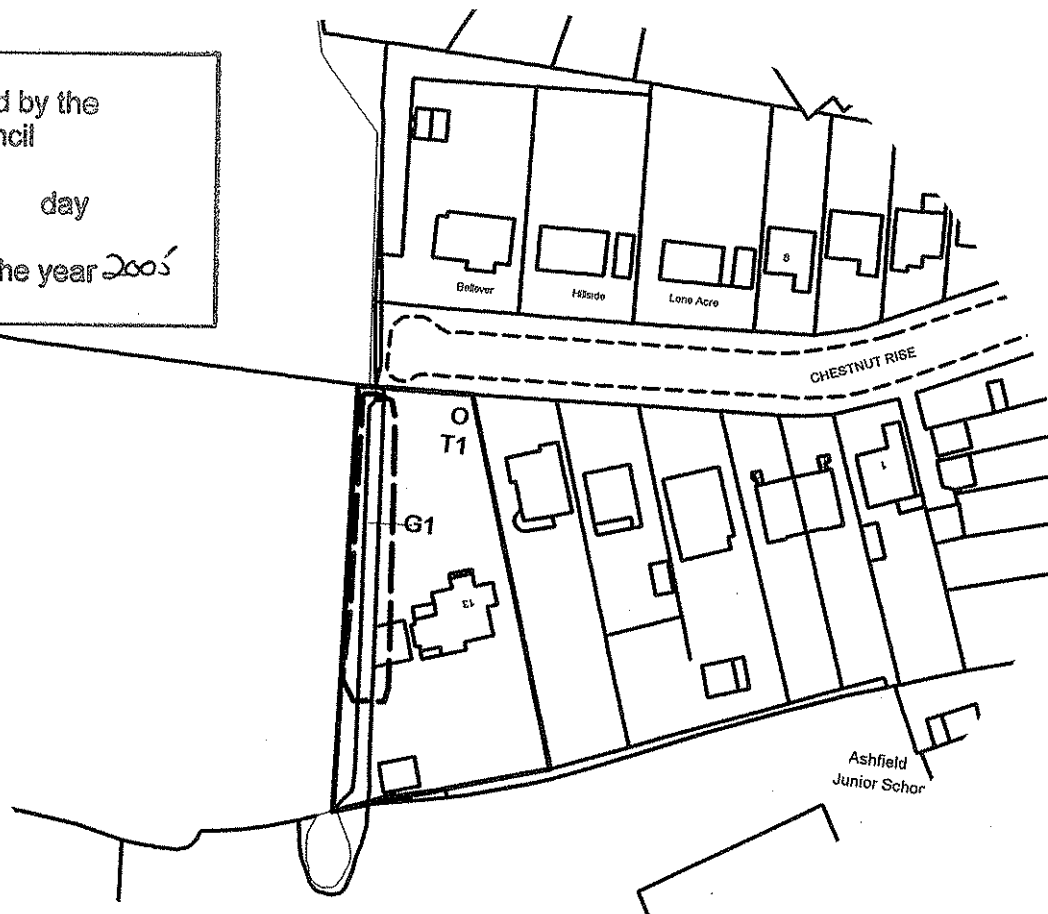 d by the
ncil
day
he year 2005
Bellever
Hillside
Lone Acre
8
CHESTNUT RISE
O
T1
G1
1
13
Ashfield
Junior Schor